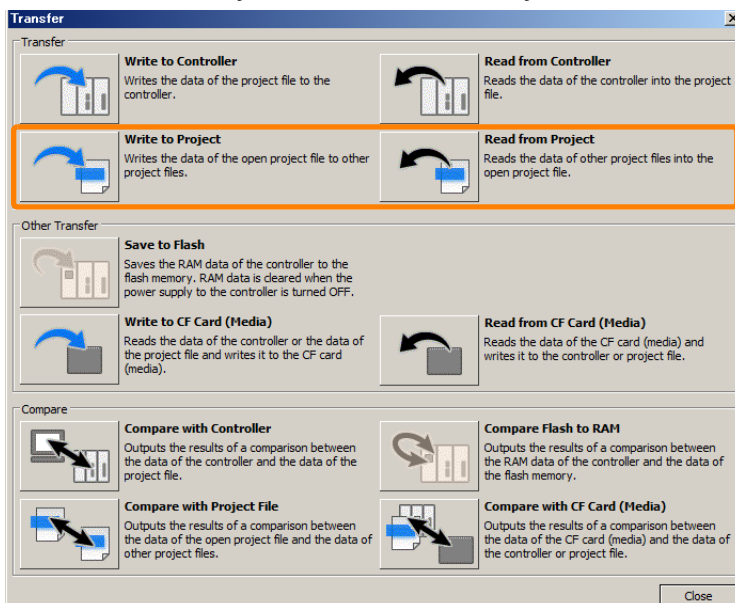 Transfer
Transfer
Write to Controller
Writes the data of the project file to the
controller.
Read from Controller
Reads the data of the controller into the project
file.
Write to Project
Writes the data of the open project file to other
project files.
Read from Project
Reads the data of other project files into the
open project file.
Other Transfer
Save to Flash
Saves the RAM data of the controller to the
flash memory. RAM data is cleared when the
power supply to the controller is turned OFF.
Write to CF Card (Media)
Reads the data of the controller or the data of
the project file and writes it to the CF card
(media).
Read from CF Card (Media)
Reads the data of the CF card (media) and
writes it to the controller or project file.
Compare
Compare with Controller
Outputs the results of a comparison between
the data of the controller and the data of the
project file.
Compare Flash to RAM
Outputs the results of a comparison between
the RAM data of the controller and the data of
the flash memory.
Compare with Project File
Outputs the results of a comparison between
the data of the open project file and the data of
other project files.
Compare with CF Card (Media)
Outputs the results of a comparison between
the data of the CF card (media) and the data of
the controller or project file.
Close